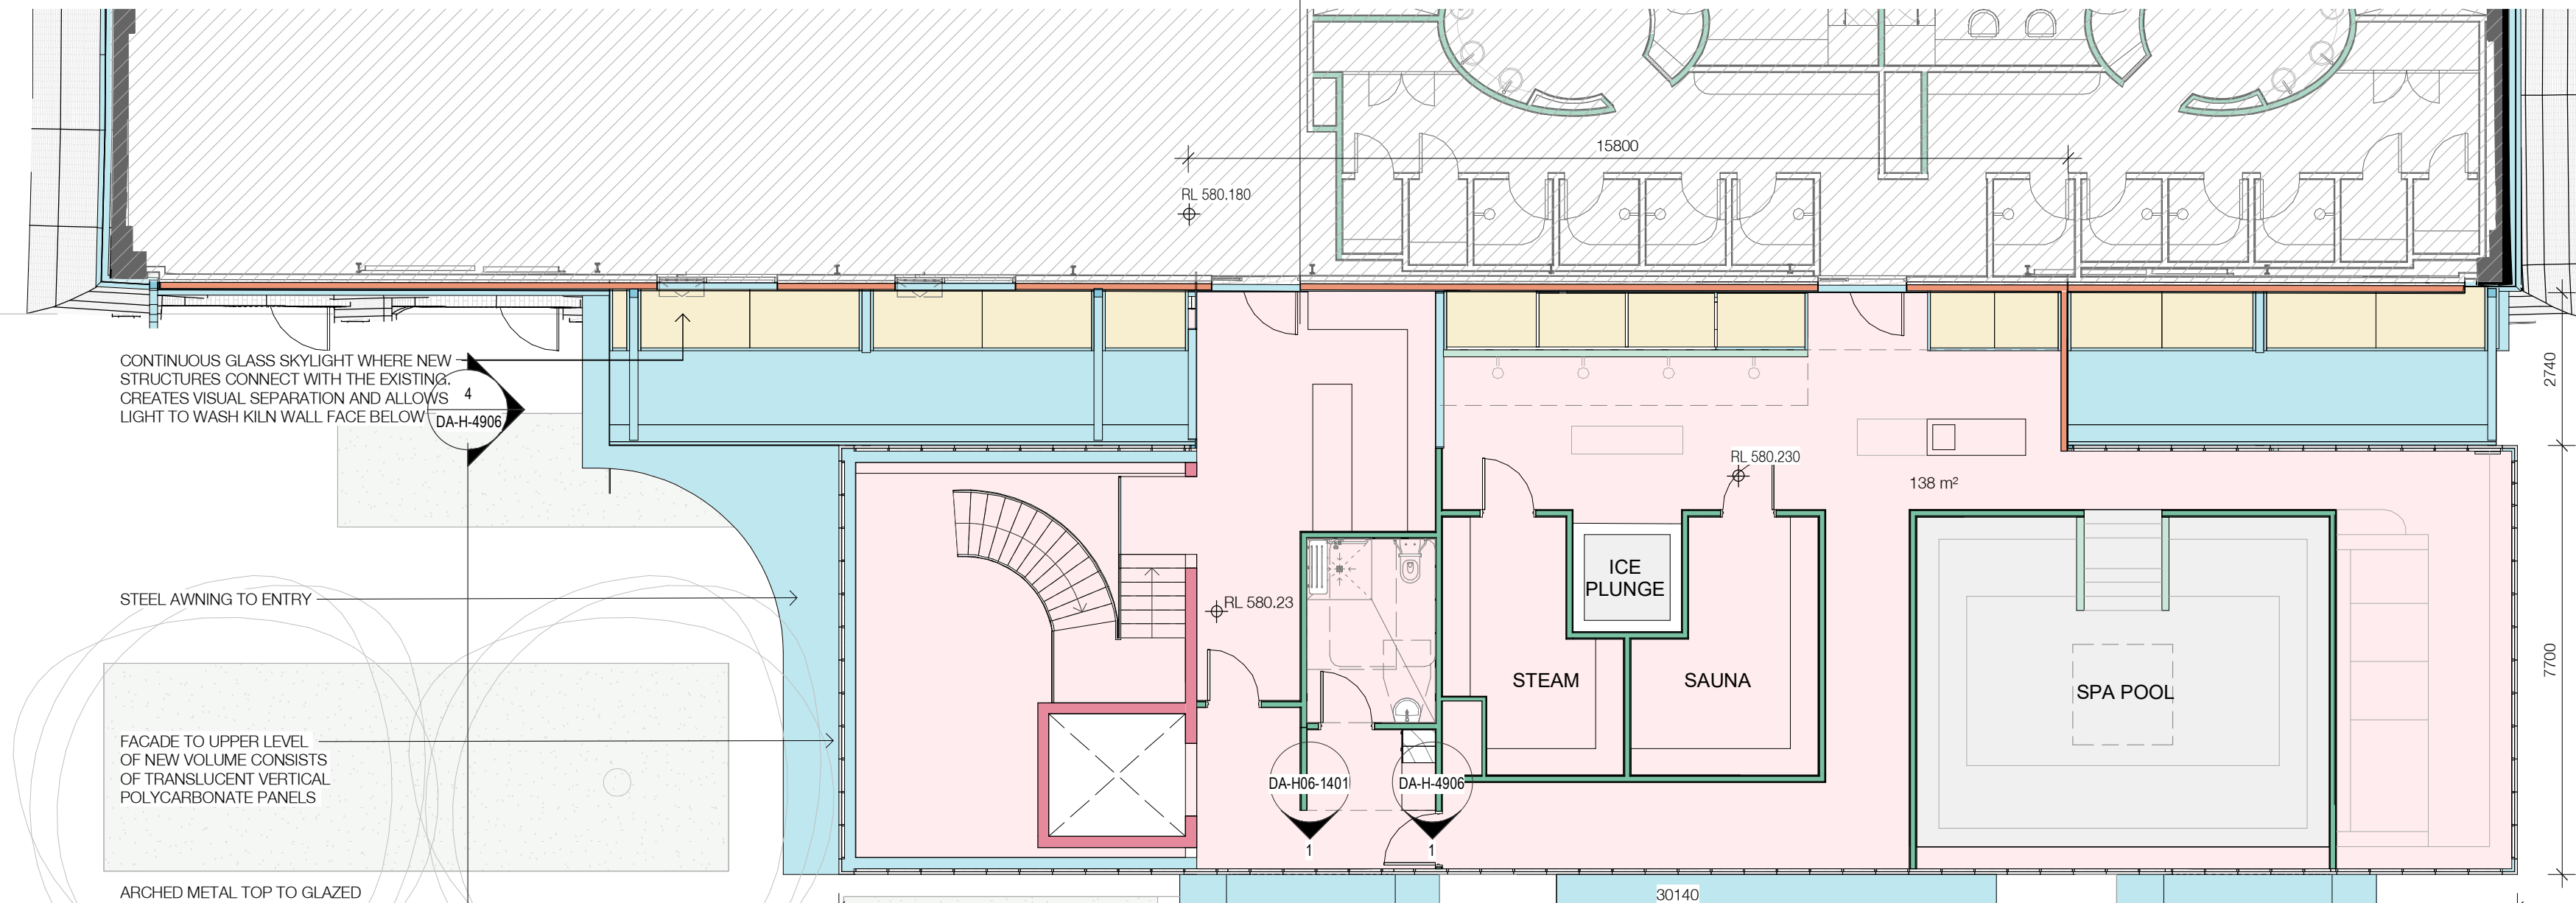 15800
RL 580.180
CONTINUOUS GLASS SKYLIGHT WHERE NEW
STRUCTURES CONNECT WITH THE EXISTING.
CREATES VISUAL SEPARATION AND ALLOWS
LIGHT TO WASH KILN WALL FACE BELOW
4
DA-H-4906
2740
RL 580.230
138 m²
ICE
PLUNGE
STEEL AWNING TO ENTRY
RL 580.23
STEAM
SAUNA
SPA POOL
7700
FACADE TO UPPER LEVEL
OF NEW VOLUME CONSISTS
OF TRANSLUCENT VERTICAL
POLYCARBONATE PANELS
DA-H06-1401
1
DA-H-4906
1
ARCHED METAL TOP TO GLAZED
30140